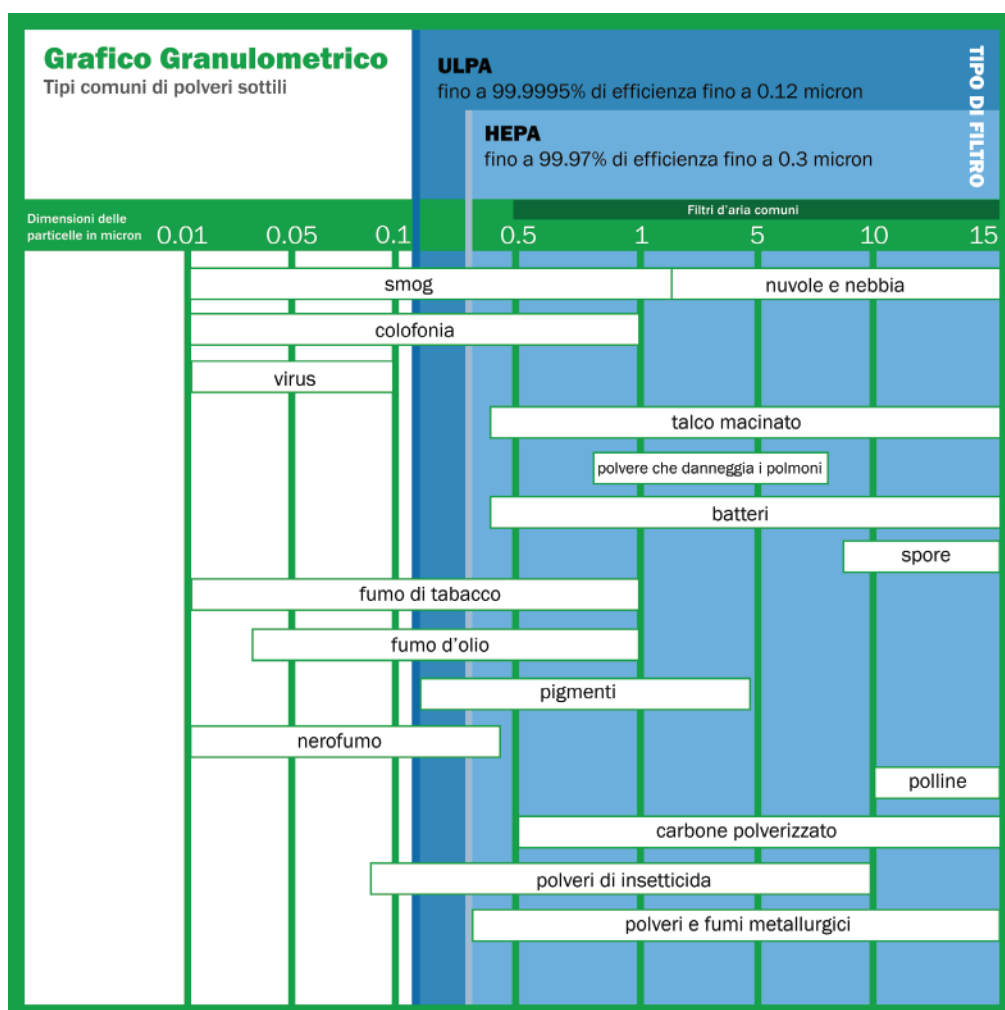 Grafico Granulometrico
Tipi comuni di polveri sottili
ULPA
fino a 99.9995% di efficienza fino a 0.12 micron
HEPA
fino a 99.97% di efficienza fino a 0.3 micron
TIPO DI FILTRO
Filtri d'aria comuni
Dimensioni delle
particelle in micron 0.01 0.05 0.1 0.5 1 5 10 15
smog nuvole e nebbia
colofonia
virus
talco macinato
polvere che danneggia i polmoni
batteri
spore
fumo di tabacco
fumo d'olio
pigmenti
nerofumo
polline
carbone polverizzato
polveri di insetticida
polveri e fumi metallurgici